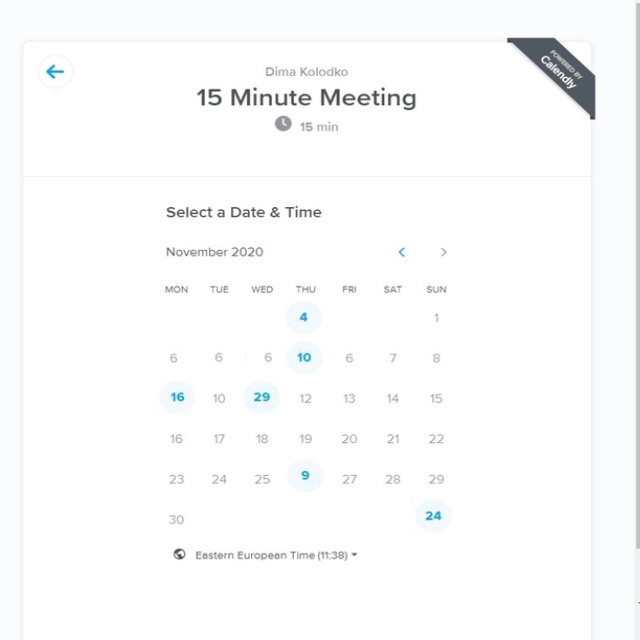 POWERED BY
Calendly
Dima Kolodko
15 Minute Meeting
15 min
Select a Date & Time
November 2020
MON TUE WED THU FRI SAT SUN
4 1
6 6 6 10 6 7 8
16 10 29 12 13 14 15
16 17 18 19 20 21 22
23 24 25 9 27 28 29
30 24
Eastern European Time (11:38)